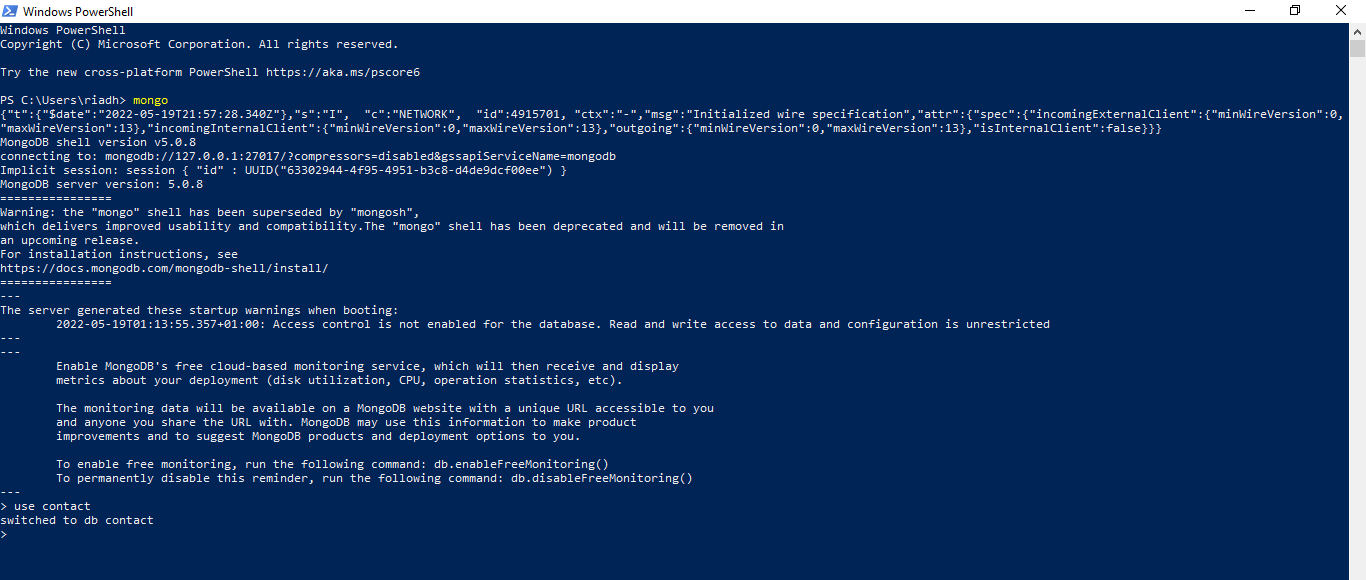 Windows PowerShell
Windows PowerShell
Copyright (C) Microsoft Corporation. All rights reserved.
Try the new cross-platform PowerShell https://aka.ms/pscore6
PS C:\Users\riadh> mongo
{"t":{"$date":"2022-05-19T21:57:28.340Z"},"s":"I",  "c":"NETWORK",  "id":4915701, "ctx":"-","msg":"Initialized wire specification","attr":{"spec":{"incomingExternalClient":{"minWireVersion":0,
"maxWireVersion":13},"incomingInternalClient":{"minWireVersion":0,"maxWireVersion":13},"outgoing":{"minWireVersion":0,"maxWireVersion":13},"isInternalClient":false}}}
MongoDB shell version v5.0.8
connecting to: mongodb://127.0.0.1:27017/?compressors=disabled&gssapiServiceName=mongodb
Implicit session: session { "id" : UUID("63302944-4f95-4951-b3c8-d4de9dcf00ee") }
MongoDB server version: 5.0.8
================
Warning: the "mongo" shell has been superseded by "mongosh",
which delivers improved usability and compatibility.The "mongo" shell has been deprecated and will be removed in
an upcoming release.
For installation instructions, see
https://docs.mongodb.com/mongodb-shell/install/
================
---
The server generated these startup warnings when booting:
        2022-05-19T01:13:55.357+01:00: Access control is not enabled for the database. Read and write access to data and configuration is unrestricted
---
---
        Enable MongoDB's free cloud-based monitoring service, which will then receive and display
        metrics about your deployment (disk utilization, CPU, operation statistics, etc).
        The monitoring data will be available on a MongoDB website with a unique URL accessible to you
        and anyone you share the URL with. MongoDB may use this information to make product
        improvements and to suggest MongoDB products and deployment options to you.
        To enable free monitoring, run the following command: db.enableFreeMonitoring()
        To permanently disable this reminder, run the following command: db.disableFreeMonitoring()
---
> use contact
switched to db contact
>